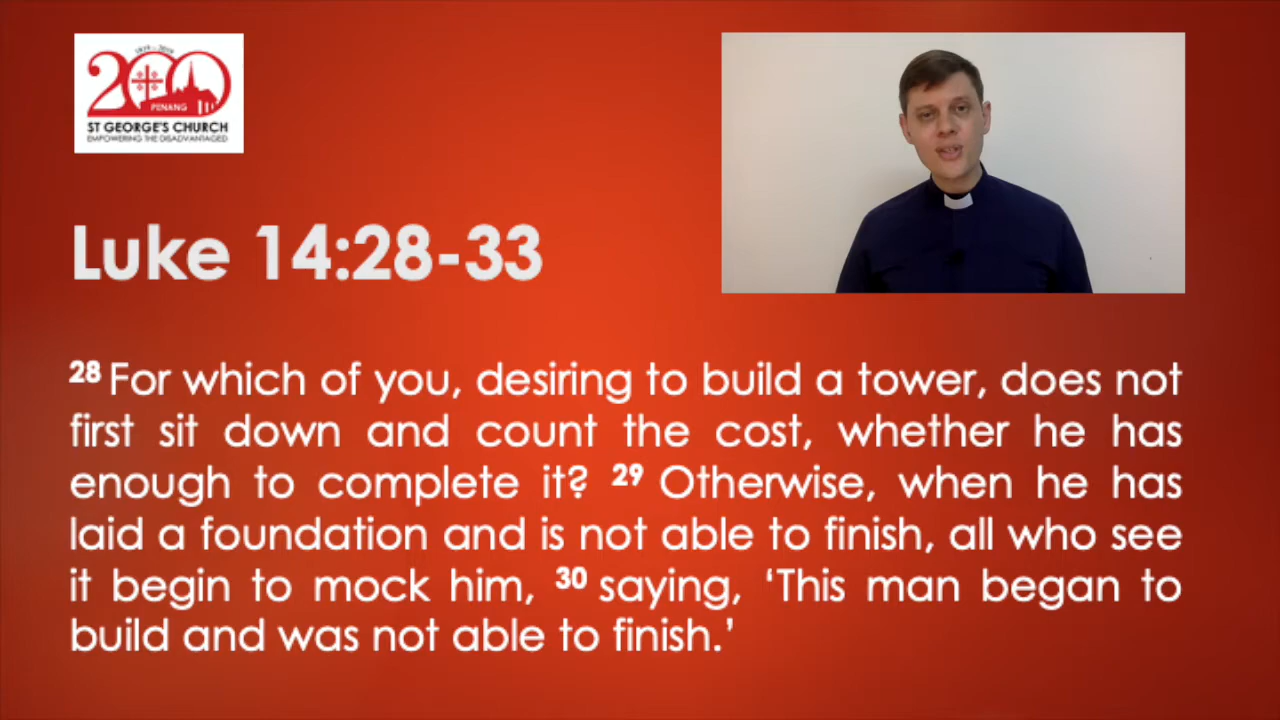 1819 - 2019
200
PENANG
ST GEORGE'S CHURCH
EMPOWERING THE DISADVANTAGED
Luke 14:28-33
28 For which of you, desiring to build a tower, does not
first sit down and count the cost, whether he has
enough to complete it? 29 Otherwise, when he has
laid a foundation and is not able to finish, all who see
it begin to mock him, 30 saying, ‘This man began to
build and was not able to finish.’